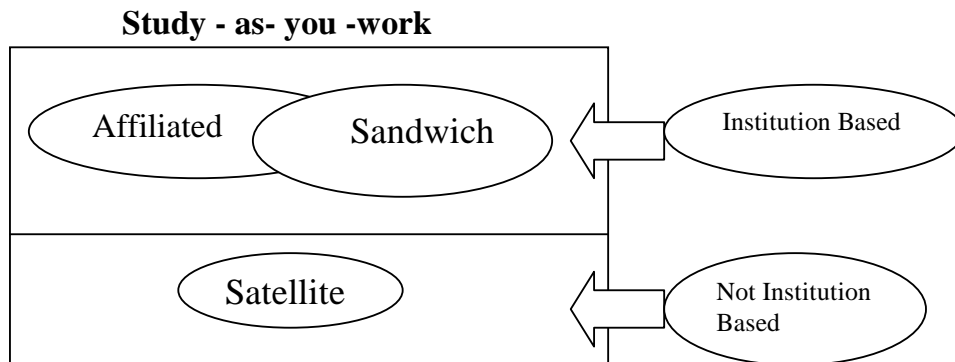 Study - as- you -work
Affiliated
Sandwich
Institution Based
Satellite
Not Institution
Based